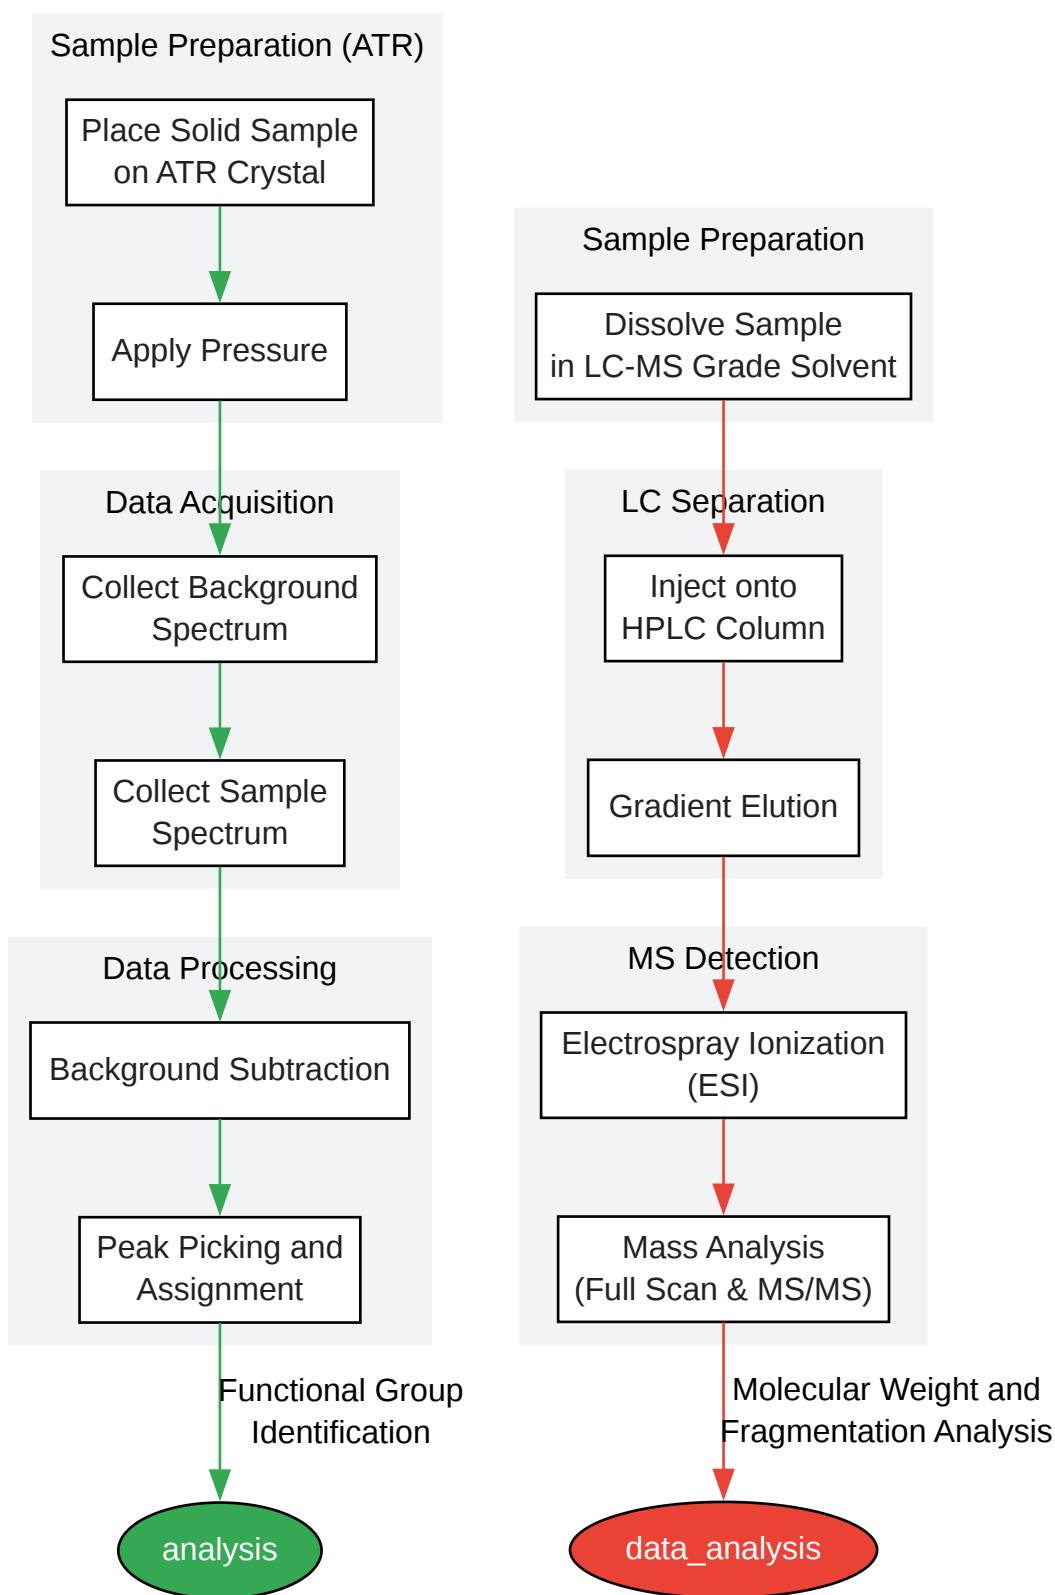 Sample Preparation (ATR)
Place Solid Sample
on ATR Crystal
Apply Pressure
Data Acquisition
Collect Background
Spectrum
Collect Sample
Spectrum
Data Processing
Background Subtraction
Peak Picking and
Assignment
Functional Group
Identification
analysis
Sample Preparation
Dissolve Sample
in LC-MS Grade Solvent
LC Separation
Inject onto
HPLC Column
Gradient Elution
MS Detection
Electrospray Ionization
(ESI)
Mass Analysis
(Full Scan & MS/MS)
Molecular Weight and
Fragmentation Analysis
data_analysis